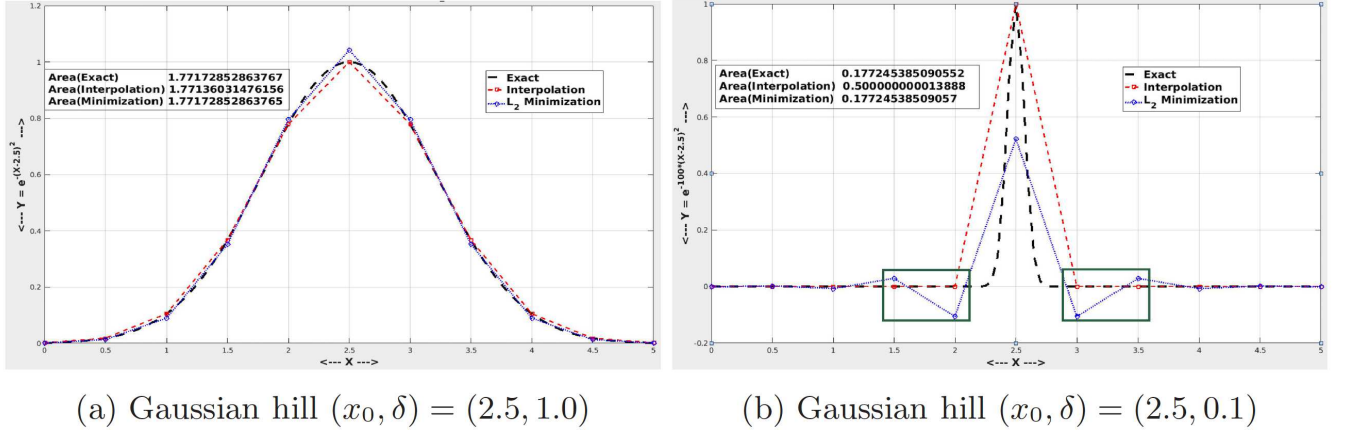 1.2
1
0.8
0.6
0.4
0.2
0
0 0.5 1 1.5 2 2.5 3 3.5 4 4.5 5
<--- X --->
<--- Y = e^-(X-2.5)^2 --->
Area(Exact) 1.77172852863767
Area(Interpolation) 1.77136031476156
Area(Minimization) 1.77172852863765
Exact
Interpolation
L2 Minimization
(a) Gaussian hill (x0, δ) = (2.5, 1.0)
1
0.8
0.6
0.4
0.2
0
-0.2
0 0.5 1 1.5 2 2.5 3 3.5 4 4.5 5
<--- X --->
<--- Y = e^-100*(X-2.5)^2 --->
Area(Exact) 0.177245385090552
Area(Interpolation) 0.500000000013888
Area(Minimization) 0.17724538509057
Exact
Interpolation
L2 Minimization
(b) Gaussian hill (x0, δ) = (2.5, 0.1)